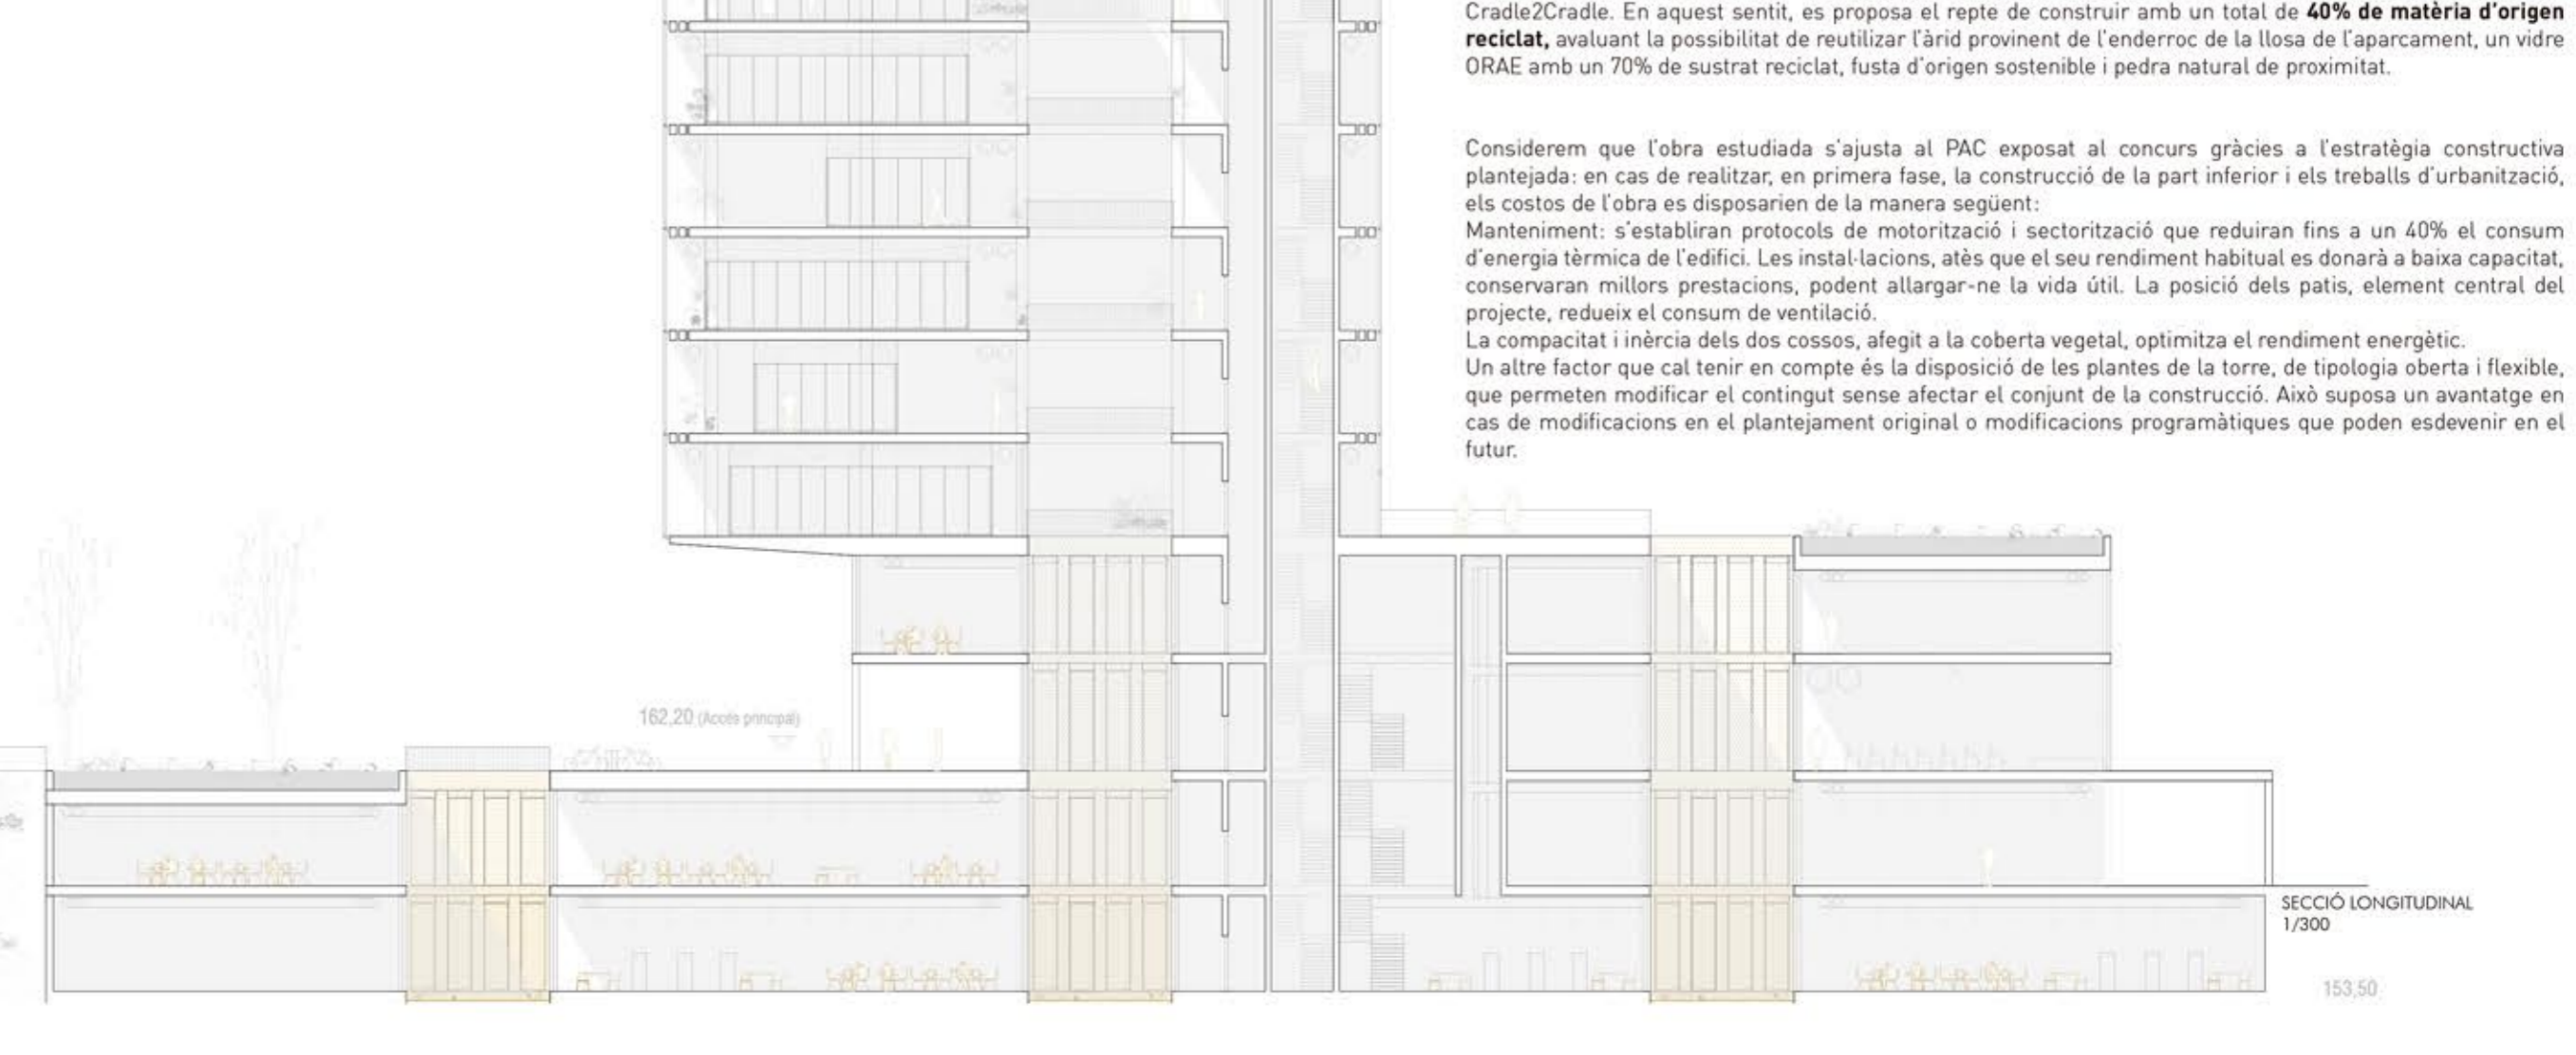 Cradle2Cradle. En aquest sentit, es proposa el repte de construir amb un total de 40% de matèria d'origen
reciclat, avaluant la possibilitat de reutilizar l'àrid provinent de l'enderroc de la llosa de l'aparcament, un vidre
ORAE amb un 70% de sustrat reciclat, fusta d'origen sostenible i pedra natural de proximitat.
Considerem que l'obra estudiada s'ajusta al PAC exposat al concurs gràcies a l'estratègia constructiva
plantejada: en cas de realitzar, en primera fase, la construcció de la part inferior i els treballs d'urbanització,
els costos de l'obra es disposarien de la manera següent:
Manteniment: s'establiran protocols de motorització i sectorització que reduiran fins a un 40% el consum
d'energia tèrmica de l'edifici. Les instal·lacions, atès que el seu rendiment habitual es donarà a baixa capacitat,
conservaran millors prestacions, podent allargar-ne la vida útil. La posició dels patis, element central del
projecte, redueix el consum de ventilació.
La compacitat i inèrcia dels dos cossos, afegit a la coberta vegetal, optimitza el rendiment energètic.
Un altre factor que cal tenir en compte és la disposició de les plantes de la torre, de tipologia oberta i flexible,
que permeten modificar el contingut sense afectar el conjunt de la construcció. Això suposa un avantatge en
cas de modificacions en el plantejament original o modificacions programàtiques que poden esdevenir en el
futur.
162,20 (Accés principal)
SECCIÓ LONGITUDINAL
1/300
153,50